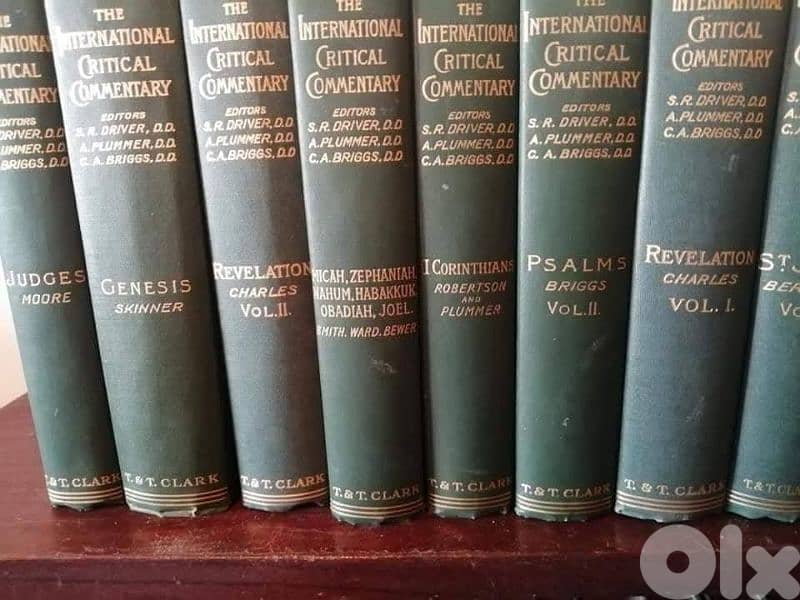 THE
INTERNATIONAL
CRITICAL
COMMENTARY
EDITORS
S.R. DRIVER, D.D.
A. PLUMMER, D.D.
C.A. BRIGGS, D.D.
JUDGES
MOORE
T. & T. CLARK
THE
INTERNATIONAL
CRITICAL
COMMENTARY
EDITORS
S.R. DRIVER, D.D.
A. PLUMMER, D.D.
C.A. BRIGGS, D.D.
GENESIS
SKINNER
T. & T. CLARK
THE
INTERNATIONAL
CRITICAL
COMMENTARY
EDITORS
S.R. DRIVER, D.D.
A. PLUMMER, D.D.
C.A. BRIGGS, D.D
REVELATION
CHARLES
VOL. II.
T. & T. CLARK
THE
INTERNATIONAL
CRITICAL
COMMENTARY
EDITORS
S.R. DRIVER, D.D.
A. PLUMMER, D.D.
C.A. BRIGGS, D.D.
MICAH, ZEPHANIAH,
NAHUM, HABAKKUK,
OBADIAH, JOEL.
SMITH. WARD. BEWER
T. & T. CLARK
THE
INTERNATIONAL
CRITICAL
COMMENTARY
EDITORS
S.R. DRIVER, D.D.
A. PLUMMER, D.D.
C.A. BRIGGS, D.D.
I CORINTHIANS
ROBERTSON
AND
PLUMMER
T. & T. CLARK
THE
INTERNATIONAL
CRITICAL
COMMENTARY
EDITORS
S.R. DRIVER, D.D.
A. PLUMMER, D.D.
C.A. BRIGGS, D.D.
PSALMS
BRIGGS
VOL. II.
T. & T. CLARK
INTERNATIONAL
CRITICAL
COMMENTARY
EDITORS
S.R. DRIVER, D.D
A. PLUMMER, D.D.
C.A. BRIGGS, D.D.
REVELATION
CHARLES
VOL. I.
T. & T. CLARK
ST.
T. & T.
Olx